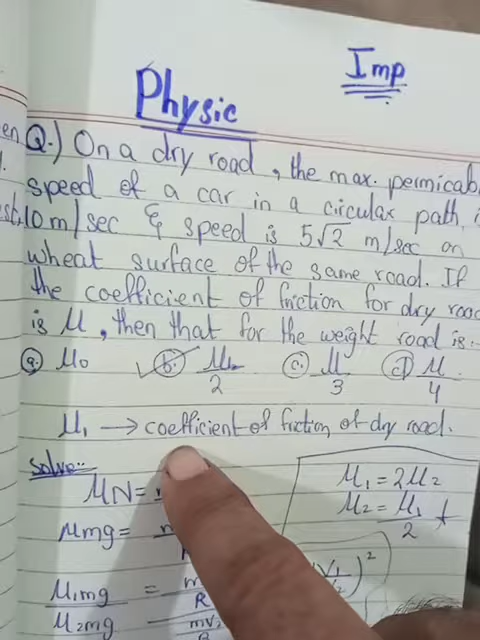 Imp
Physic
Q.) On a dry road, the max. permicab
speed of a car in a circular path, i
10 m/sec & speed is 5√2 m/sec on
wheat surface of the same road. If
the coefficient of friction for dry road
is μ, then that for the weight road is:-
(a.) μ₀ (b.) μ/2 (c.) μ/3 (d) μ/4
μ₁ → coefficient of friction of dry road.
Solve:-
μN =
μmg =
μ₁mg =
μ₂mg R mv₂
μ₁ = 2μ₂
μ₂ = μ₁/2